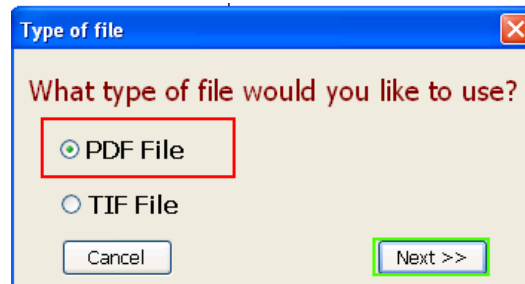 Type of file
What type of file would you like to use?
PDF File
TIF File
Cancel Next >>